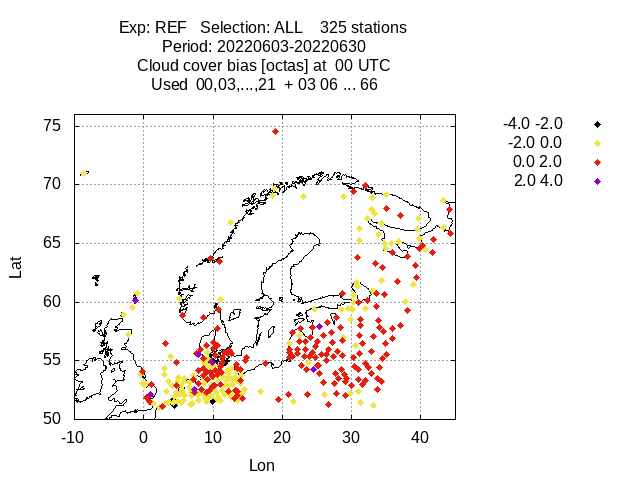 Exp: REF   Selection: ALL    325 stations
Period: 20220603-20220630
Cloud cover bias [octas] at  00 UTC
Used  00,03,...,21  + 03 06 ... 66
-4.0 -2.0
-2.0 0.0
0.0 2.0
2.0 4.0
75
70
65
60
55
50
Lat
-10 0 10 20 30 40
Lon